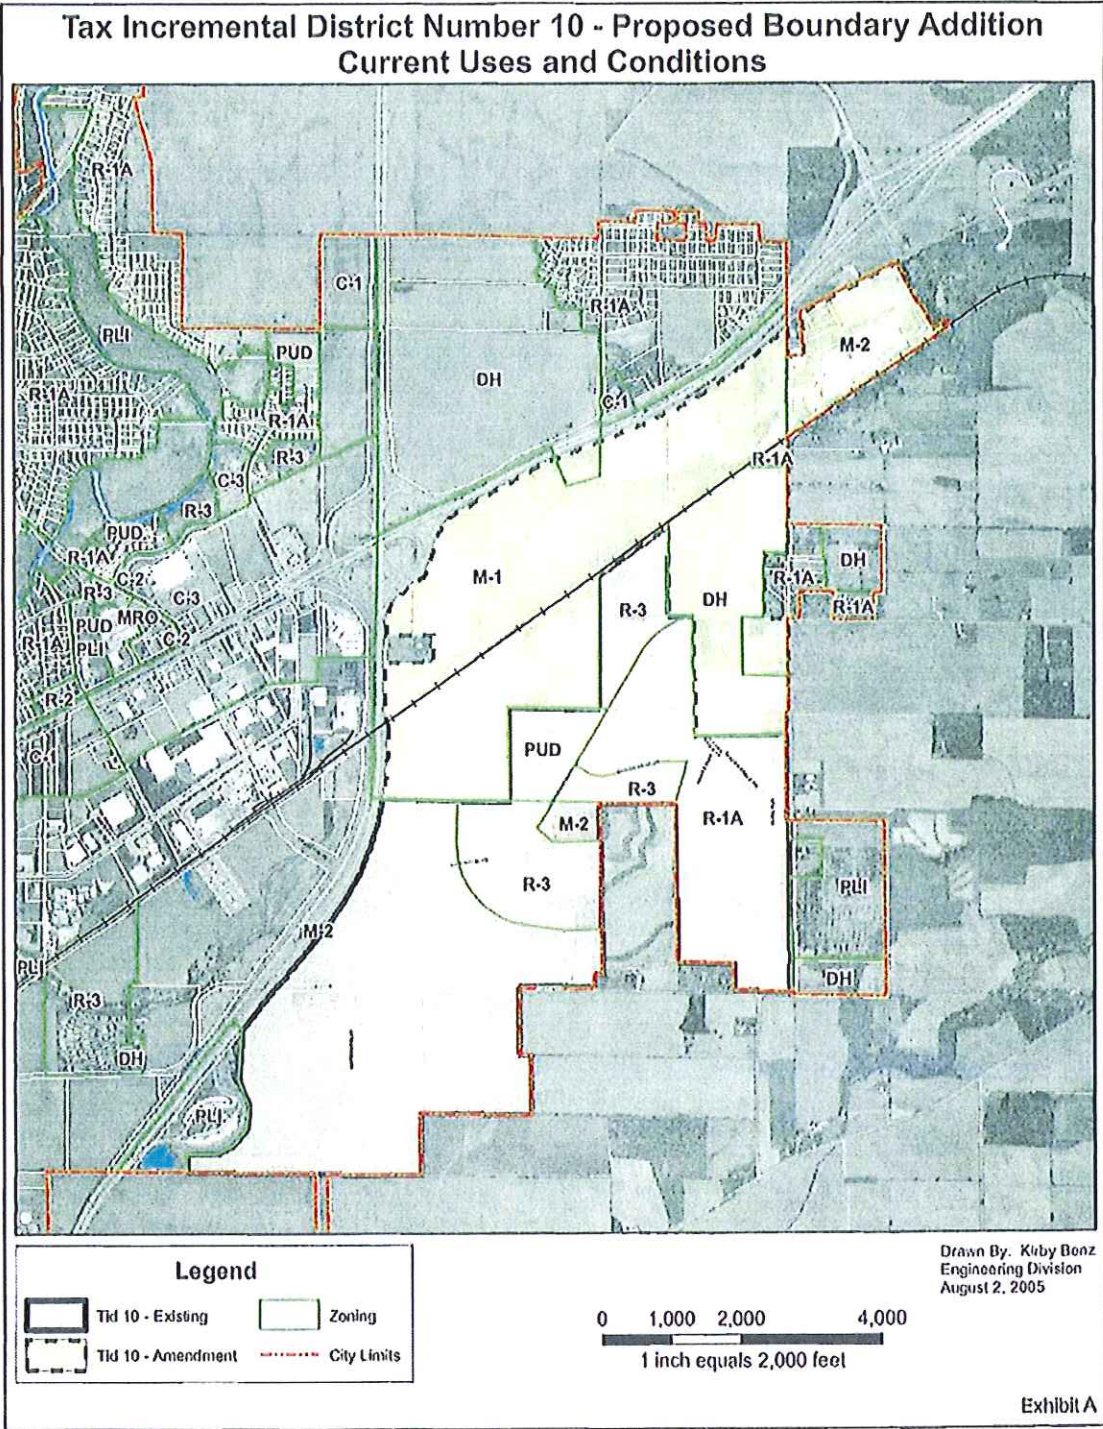 Tax Incremental District Number 10 - Proposed Boundary Addition
Current Uses and Conditions
R-1A
C-1
PLI
PUD
R-1A
M-2
DH
R-1A
C-1
R-1A
R-3
C-3
R-1A
R-3
PUD
R-1A
C-2
R-3
C-3
M-1
DH
R-1A
DH
R-3
R-1A
PUD
MRO
C-2
R-1A
PLI
R-2
C-1
PUD
R-3
M-2
R-1A
R-3
PLI
M-2
PLI
R-3
DH
DH
PLI
Legend
Tid 10 - Existing
Zoning
Tid 10 - Amendment
City Limits
Drawn By: Kirby Bonz
Engineering Division
August 2, 2005
0 1,000 2,000 4,000
1 inch equals 2,000 feet
Exhibit A